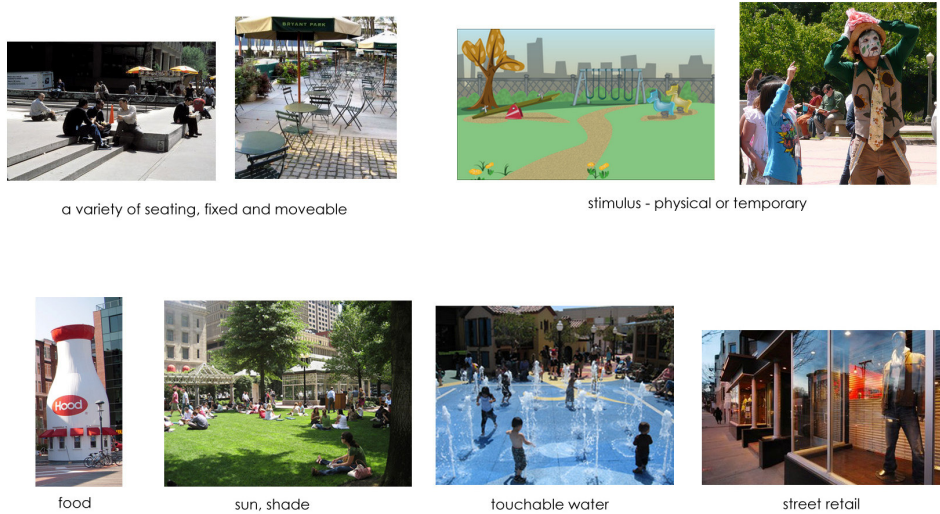 BRYANT PARK
a variety of seating, fixed and moveable
stimulus - physical or temporary
Hood
food
sun, shade
touchable water
street retail